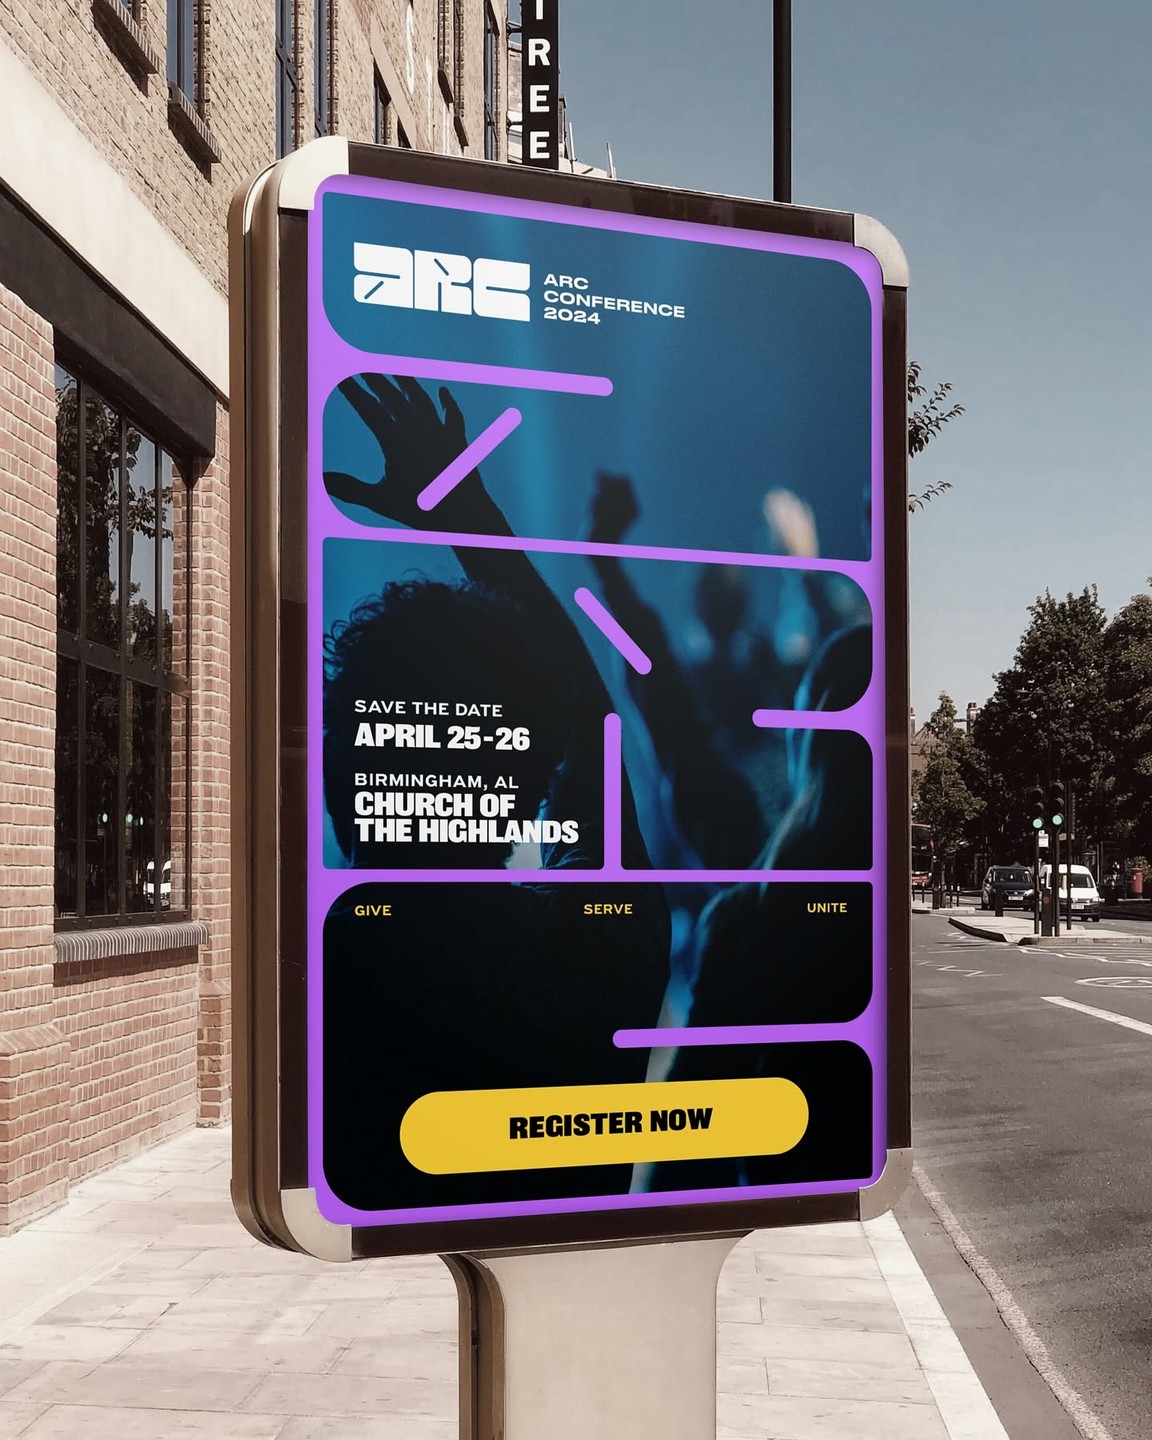 TREE
arc
ARC
CONFERENCE
2024
SAVE THE DATE
APRIL 25-26
BIRMINGHAM, AL
CHURCH OF
THE HIGHLANDS
GIVE SERVE UNITE
REGISTER NOW